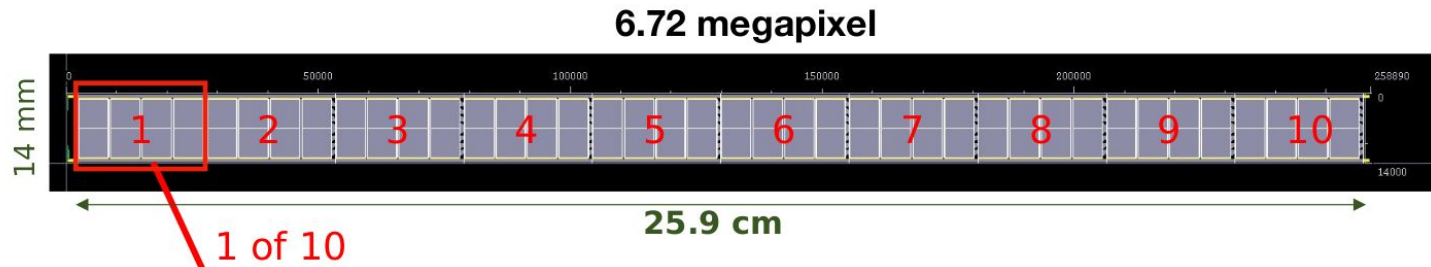 6.72 megapixel
0 50000 100000 150000 200000 258890
0
14 mm
1 2 3 4 5 6 7 8 9 10
14000
25.9 cm
1 of 10